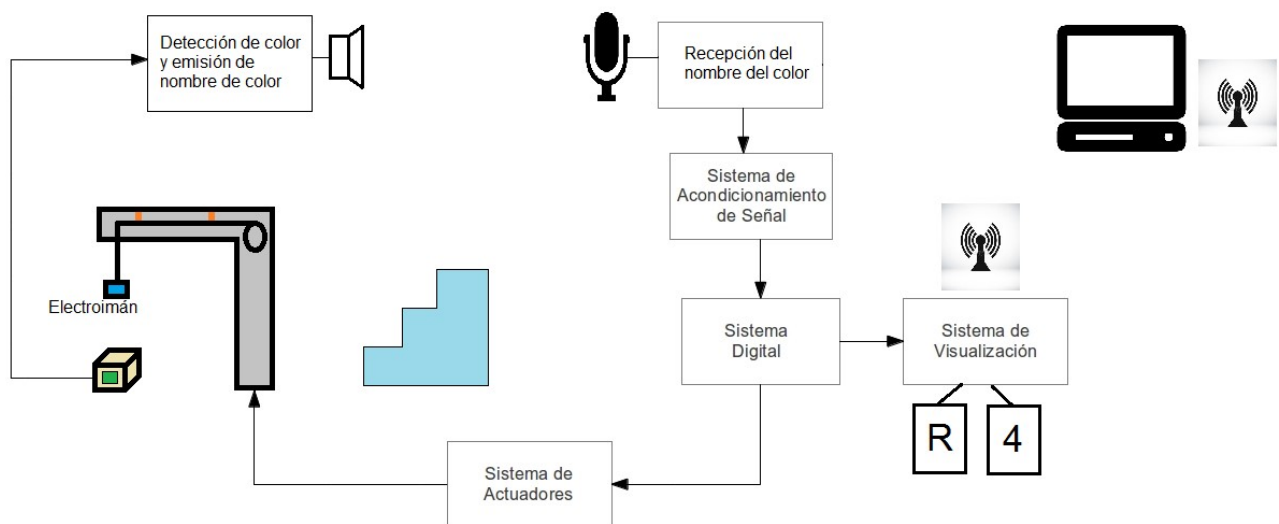 Detección de color
y emisión de
nombre de color
Recepción del
nombre del color
Sistema de
Acondicionamiento
de Señal
Electroimán
Sistema
Digital
Sistema de
Visualización
R
4
Sistema de
Actuadores